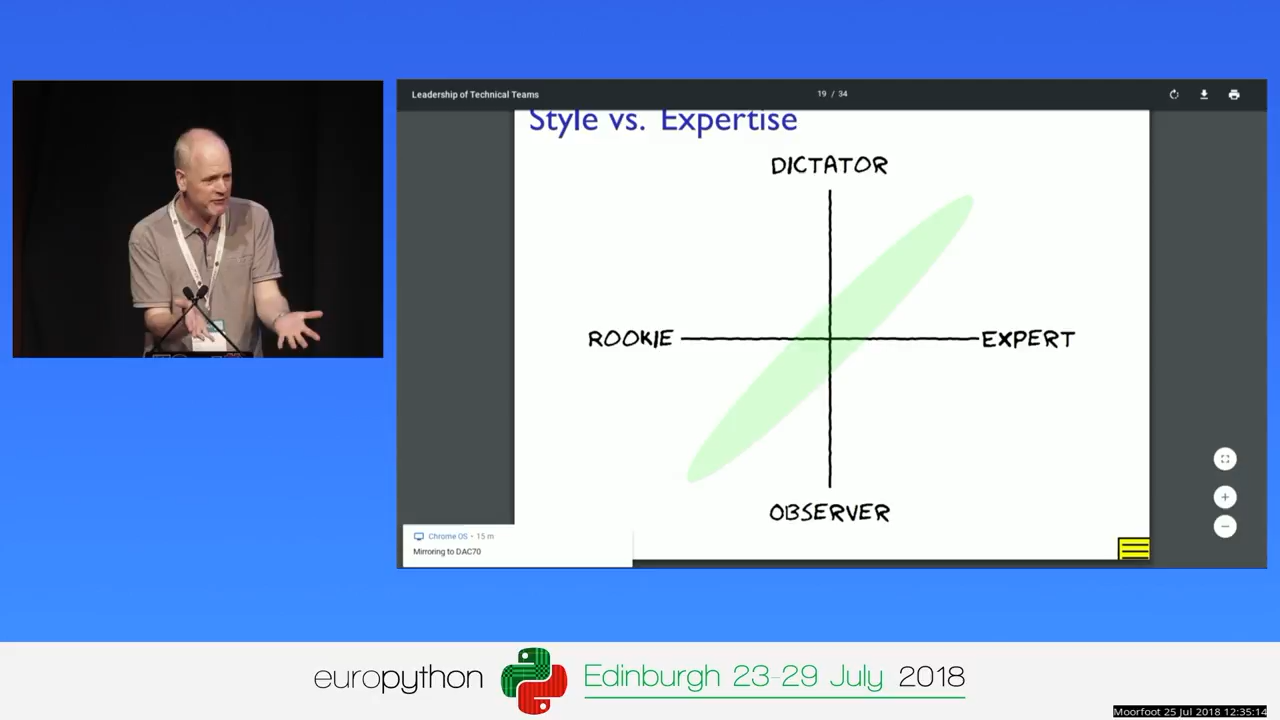 Leadership of Technical Teams
19 / 34
Style vs. Expertise
DICTATOR
ROOKIE
EXPERT
OBSERVER
Chrome OS • 15 m
Mirroring to DAC70
europython
Edinburgh 23-29 July 2018
Moorfoot 25 Jul 2018 12:35:14